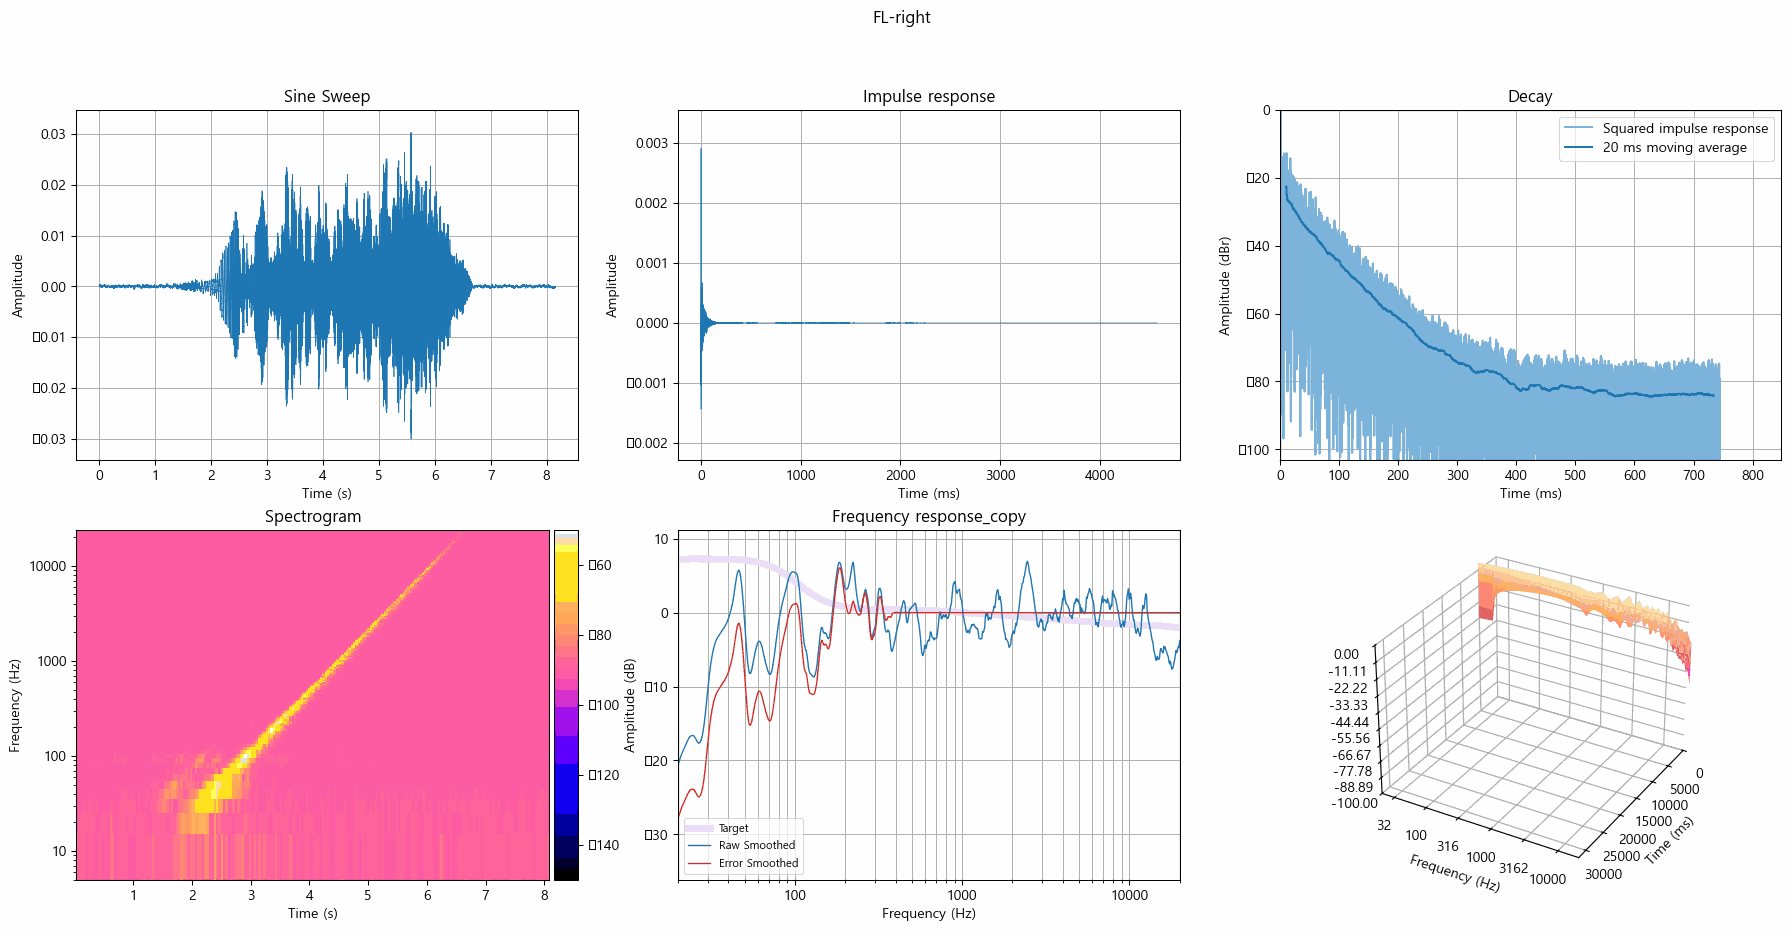 FL-right
Sine Sweep
Amplitude
0.03
0.02
0.01
0.00
▯0.01
▯0.02
▯0.03
0 1 2 3 4 5 6 7 8
Time (s)
Impulse response
Amplitude
0.003
0.002
0.001
0.000
▯0.001
▯0.002
0 1000 2000 3000 4000
Time (ms)
Decay
Squared impulse response
20 ms moving average
Amplitude (dBr)
0
▯20
▯40
▯60
▯80
▯100
0 100 200 300 400 500 600 700 800
Time (ms)
Spectrogram
Frequency (Hz)
10000
1000
100
10
1 2 3 4 5 6 7 8
Time (s)
▯60
▯80
▯100
▯120
▯140
Frequency response_copy
Amplitude (dB)
10
0
▯10
▯20
▯30
Target
Raw Smoothed
Error Smoothed
100 1000 10000
Frequency (Hz)
0.00
-11.11
-22.22
-33.33
-44.44
-55.56
-66.67
-77.78
-88.89
-100.00
32 100 316 1000 3162 10000
Frequency (Hz)
0
5000
10000
15000
20000
25000
30000
Time (ms)